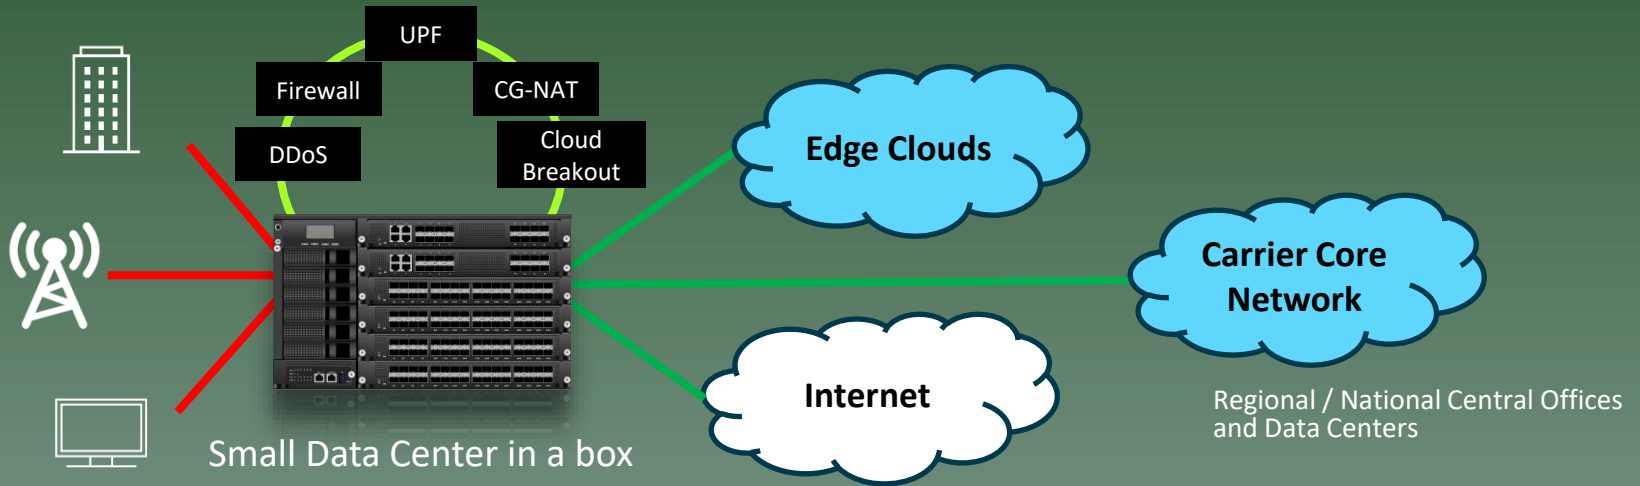 UPF
Firewall
CG-NAT
DDoS
Cloud
Breakout
Edge Clouds
Carrier Core
Network
Internet
Regional / National Central Offices
and Data Centers
Small Data Center in a box